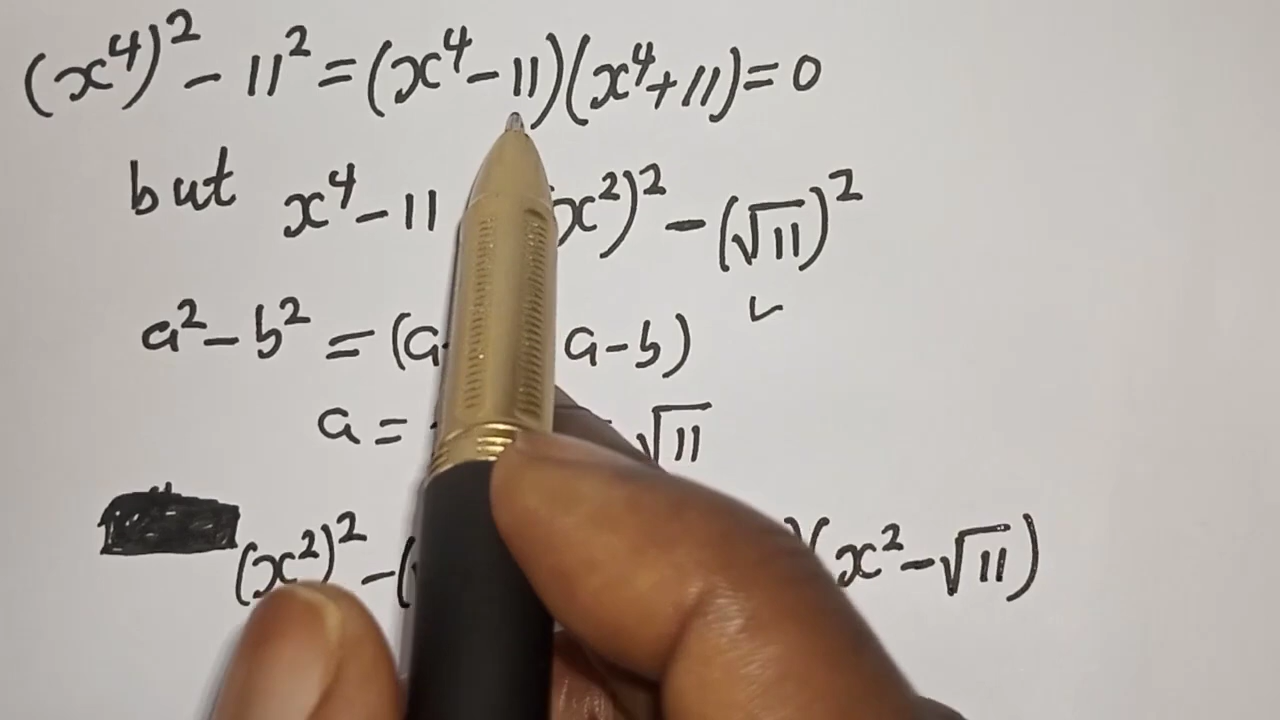 (x⁴)² - 11² = (x⁴ - 11)(x⁴ + 11) = 0
but x⁴ - 11 x²)² - (√11)²
a² - b² = (a a - b)
a = √11
(x²)² - ( )(x² - √11)